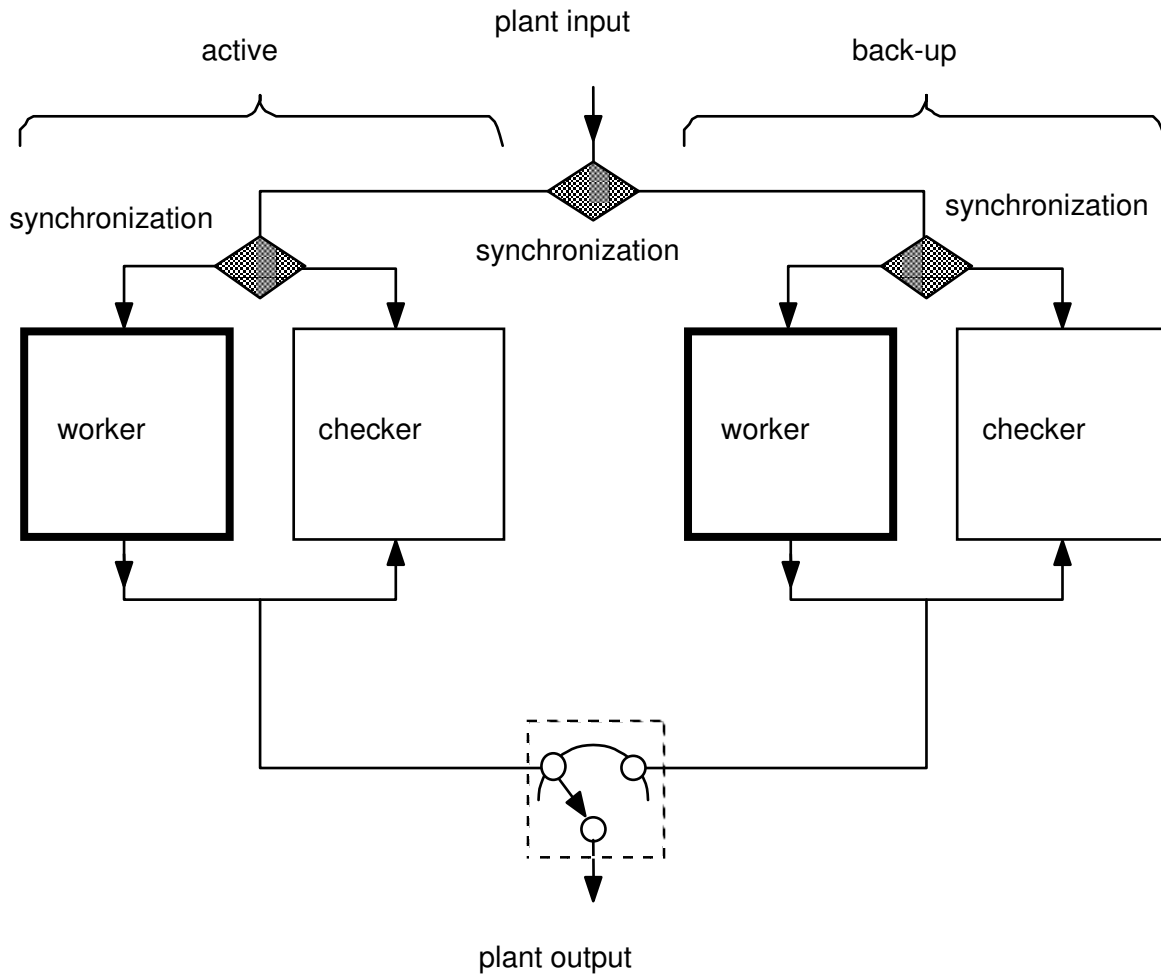 plant input
active
back-up
synchronization
synchronization
synchronization
worker
checker
worker
checker
plant output